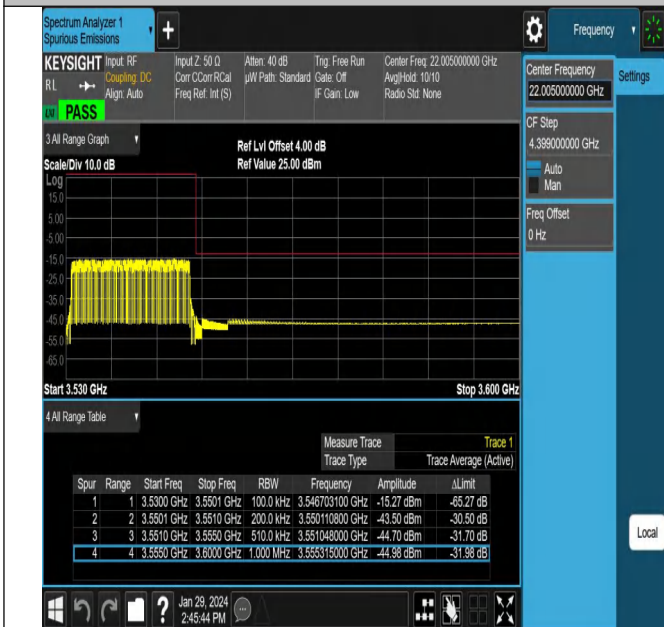 Spectrum Analyzer 1
Spurious Emissions
Frequency
KEYSIGHT
RL
Input: RF
Coupling: DC
Align: Auto
Input Z: 50 Ω
Corr CCorr RCal
Freq Ref: Int (S)
Atten: 40 dB
µW Path: Standard
Trig: Free Run
Gate: Off
IF Gain: Low
Center Freq: 22.005000000 GHz
Avg|Hold: 10/10
Radio Std: None
PASS
Center Frequency
22.005000000 GHz
Settings
CF Step
4.399000000 GHz
Auto
Man
Freq Offset
0 Hz
3 All Range Graph
Scale/Div 10.0 dB
Ref Lvl Offset 4.00 dB
Ref Value 25.00 dBm
Log
15.0
5.00
-5.00
-15.0
-25.0
-35.0
-45.0
-55.0
-65.0
Start 3.530 GHz
Stop 3.600 GHz
4 All Range Table
Measure Trace Trace 1
Trace Type Trace Average (Active)
Spur Range Start Freq Stop Freq RBW Frequency Amplitude ΔLimit
1 1 3.5300 GHz 3.5501 GHz 100.0 kHz 3.546703100 GHz -15.27 dBm -65.27 dB
2 2 3.5501 GHz 3.5510 GHz 200.0 kHz 3.550110800 GHz -43.50 dBm -30.50 dB
3 3 3.5510 GHz 3.5550 GHz 510.0 kHz 3.551048000 GHz -44.70 dBm -31.70 dB
4 4 3.5550 GHz 3.6000 GHz 1.000 MHz 3.555315000 GHz -44.98 dBm -31.98 dB
Local
?
Jan 29, 2024
2:45:44 PM